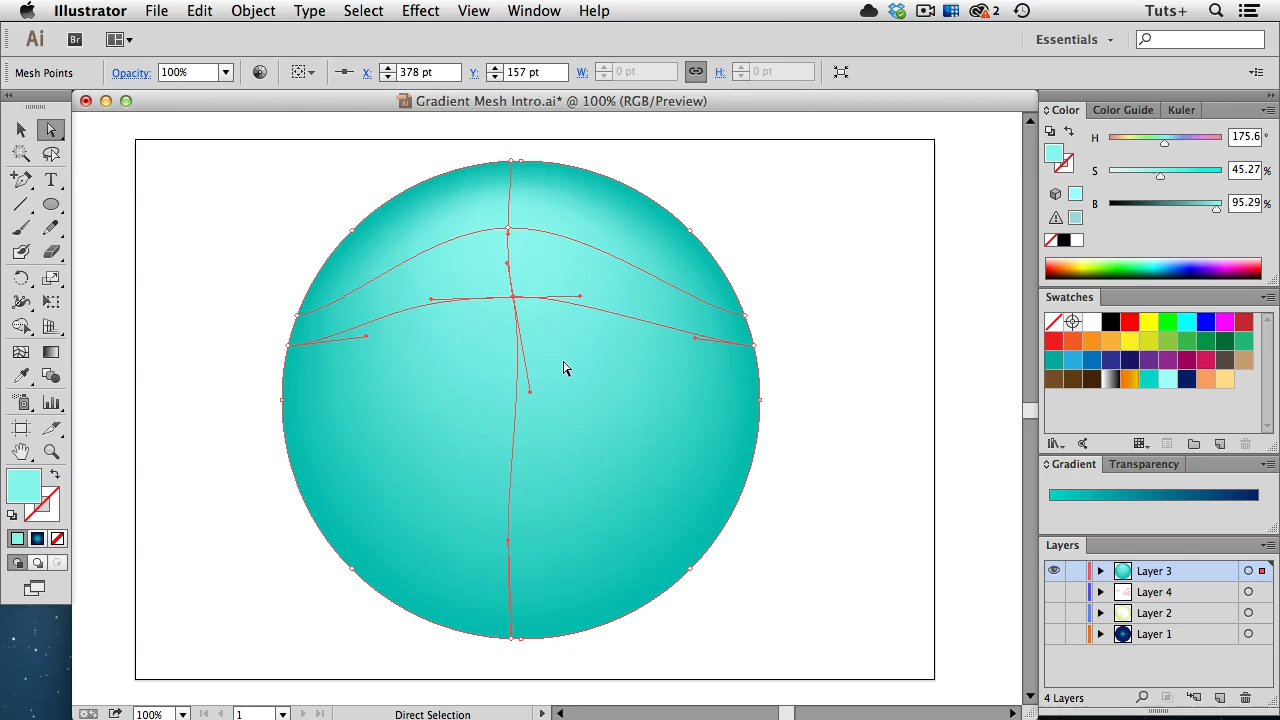 Illustrator File Edit Object Type Select Effect View Window Help 2 Tuts+
Ai Br Essentials
Mesh Points Opacity: 100% X: 378 pt Y: 157 pt W: 0 pt H: 0 pt
Gradient Mesh Intro.ai* @ 100% (RGB/Preview)
Color Color Guide Kuler
H 175.6 °
S 45.27 %
B 95.29 %
Swatches
Gradient Transparency
Layers
Layer 3
Layer 4
Layer 2
Layer 1
4 Layers
100% 1 Direct Selection